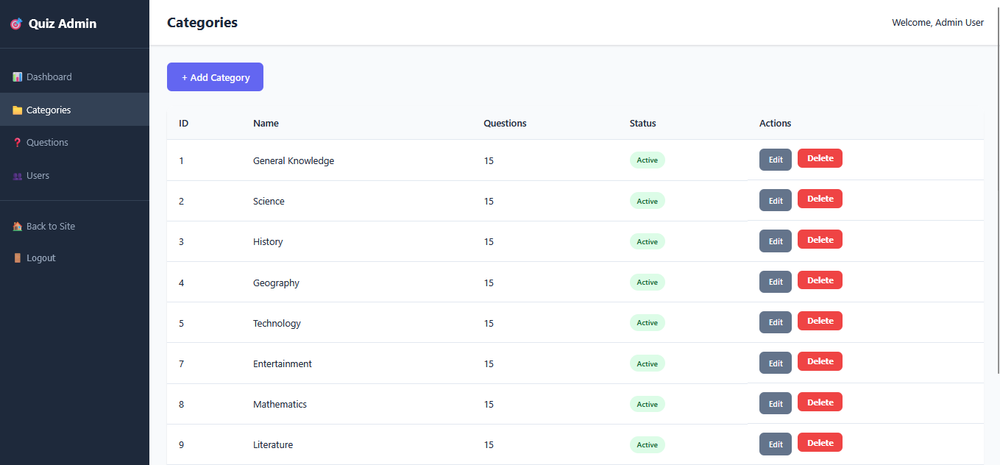 Quiz Admin
Categories
Welcome, Admin User
Dashboard
Categories
Questions
Users
Back to Site
Logout
+ Add Category
ID Name Questions Status Actions
1 General Knowledge 15 Active Edit Delete
2 Science 15 Active Edit Delete
3 History 15 Active Edit Delete
4 Geography 15 Active Edit Delete
5 Technology 15 Active Edit Delete
7 Entertainment 15 Active Edit Delete
8 Mathematics 15 Active Edit Delete
9 Literature 15 Active Edit Delete